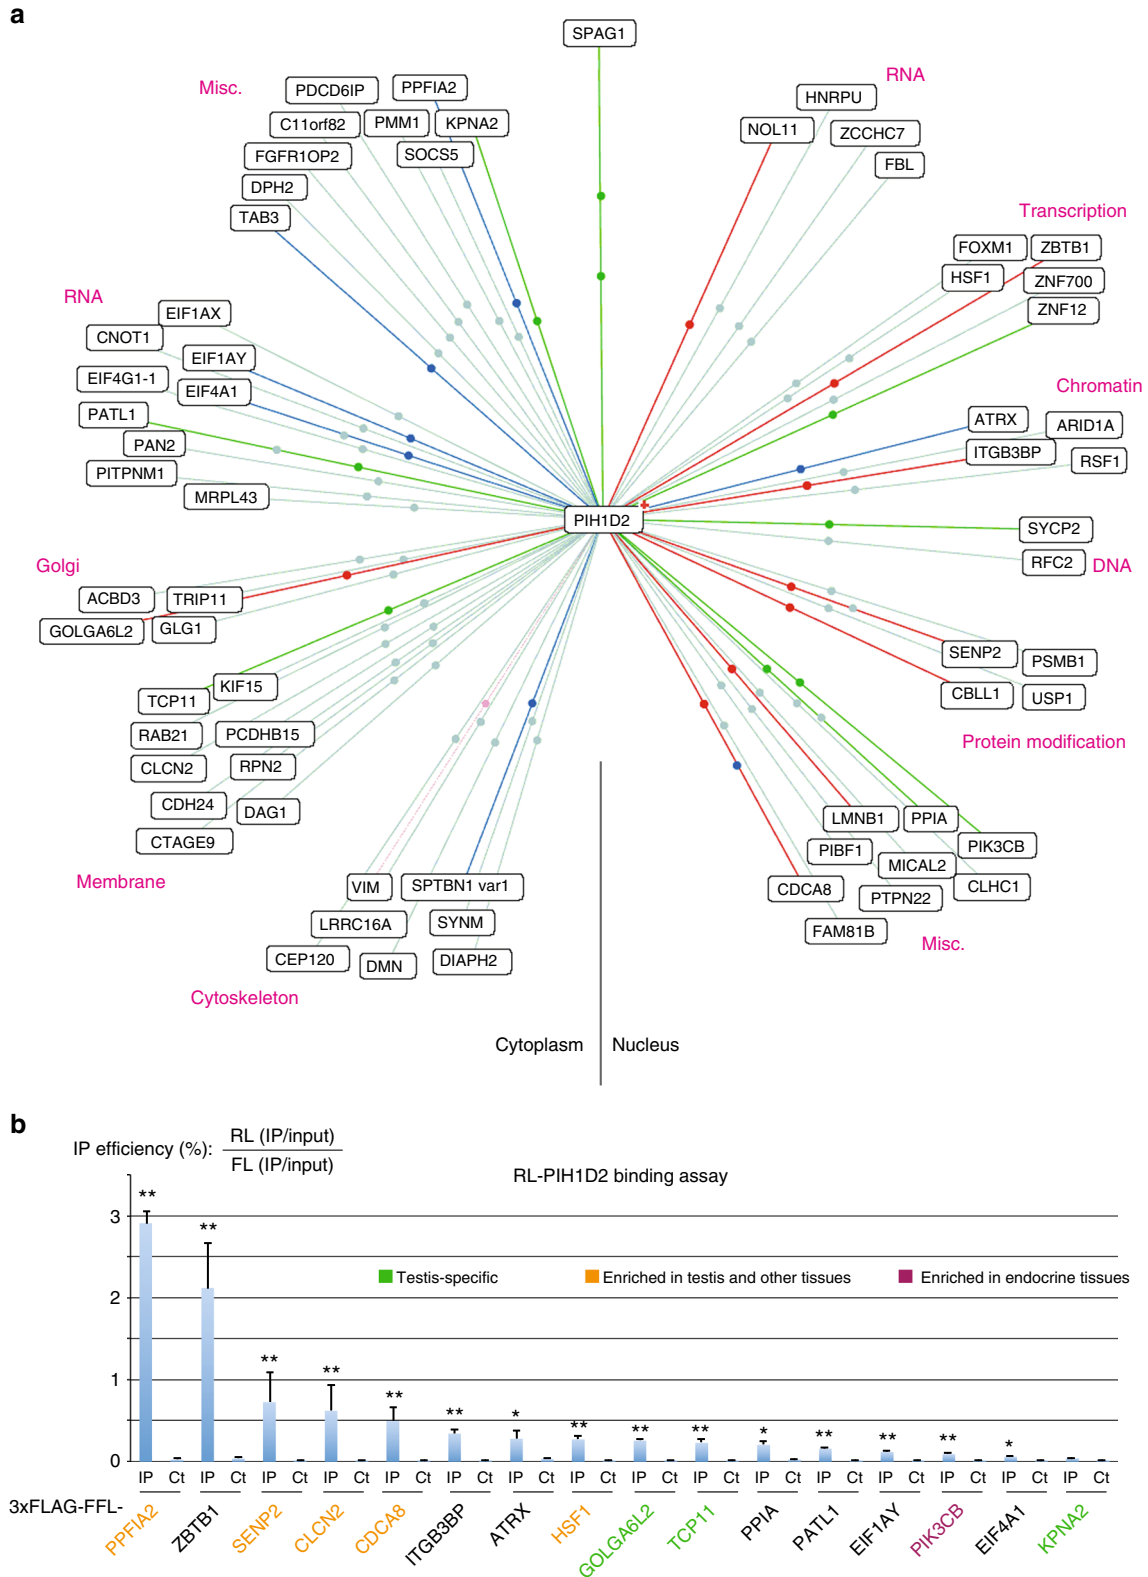 a
SPAG1
Misc.
PDCD6IP
PPFIA2
C11orf82
PMM1
KPNA2
FGFR1OP2
SOCS5
DPH2
TAB3
RNA
HNRPU
NOL11
ZCCHC7
FBL
Transcription
FOXM1
ZBTB1
HSF1
ZNF700
ZNF12
RNA
EIF1AX
CNOT1
EIF1AY
EIF4G1-1
EIF4A1
PATL1
PAN2
PITPNM1
MRPL43
Chromatin
ATRX
ARID1A
ITGB3BP
RSF1
PIH1D2
SYCP2
RFC2
DNA
Golgi
ACBD3
TRIP11
GOLGA6L2
GLG1
SENP2
PSMB1
CBLL1
USP1
Protein modification
KIF15
TCP11
RAB21
PCDHB15
CLCN2
RPN2
CDH24
DAG1
CTAGE9
Membrane
LMNB1
PPIA
PIK3CB
PIBF1
MICAL2
CDCA8
PTPN22
CLHC1
FAM81B
Misc.
VIM
SPTBN1 var1
LRRC16A
SYNM
CEP120
DMN
DIAPH2
Cytoskeleton
Cytoplasm
Nucleus
b
IP efficiency (%):
RL (IP/input)
FL (IP/input)
RL-PIH1D2 binding assay
Testis-specific
Enriched in testis and other tissues
Enriched in endocrine tissues
3
2
1
0
** ** ** ** ** ** * ** ** ** * ** ** ** *
IP Ct IP Ct IP Ct IP Ct IP Ct IP Ct IP Ct IP Ct IP Ct IP Ct IP Ct IP Ct IP Ct IP Ct IP Ct IP Ct
3xFLAG-FFL-
PPFIA2
ZBTB1
SENP2
CLCN2
CDCA8
ITGB3BP
ATRX
HSF1
GOLGA6L2
TCP11
PPIA
PATL1
EIF1AY
PIK3CB
EIF4A1
KPNA2